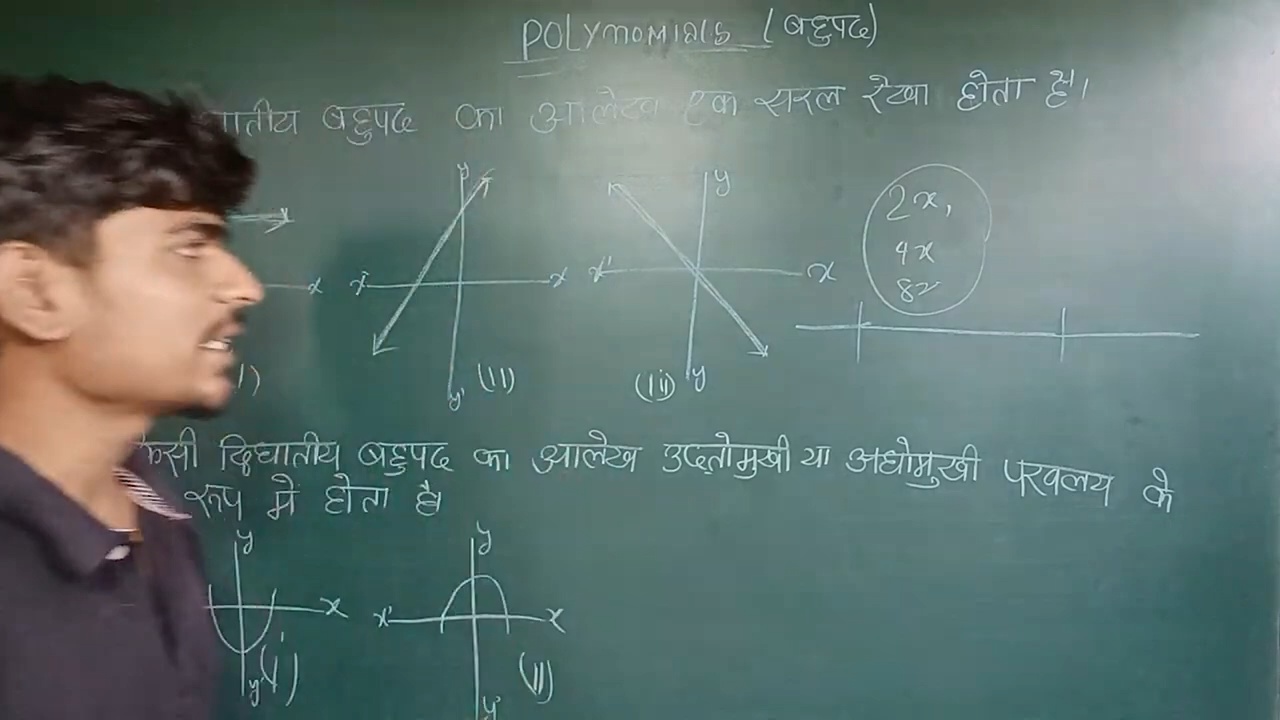 POLYNOMIALS (बहुपद)
घातीय बहुपद का आलेख एक सरल रेखा होता है।
y y
2x,
4x
8x
x x' x x' x
y' (ii) (iii) y
किसी द्विघातीय बहुपद का आलेख उदतोमुखी या अधोमुखी परवलय के
रूप में होता है।
y y
x x' x
y' (i) (ii)
y'